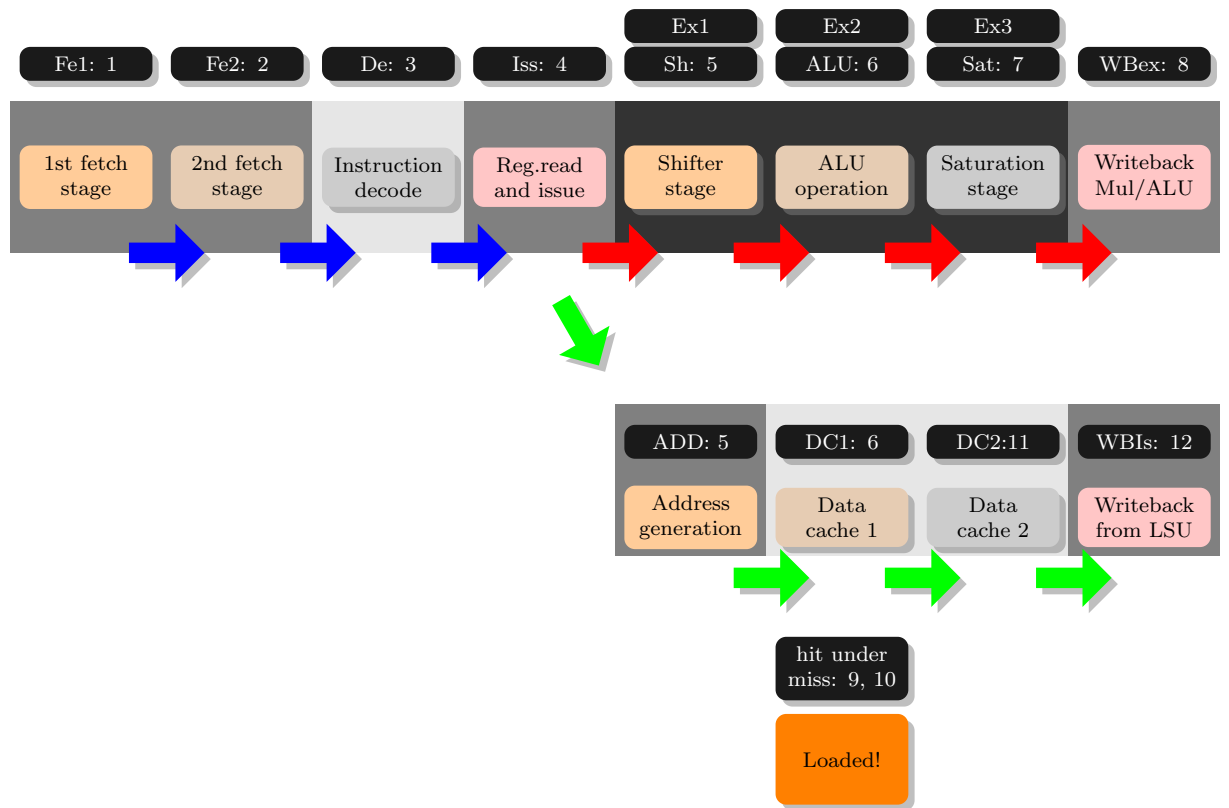 Ex1
Ex2
Ex3
Fe1: 1
Fe2: 2
De: 3
Iss: 4
Sh: 5
ALU: 6
Sat: 7
WBex: 8
1st fetch
stage
2nd fetch
stage
Instruction
decode
Reg.read
and issue
Shifter
stage
ALU
operation
Saturation
stage
Writeback
Mul/ALU
ADD: 5
DC1: 6
DC2:11
WBIs: 12
Address
generation
Data
cache 1
Data
cache 2
Writeback
from LSU
hit under
miss: 9, 10
Loaded!